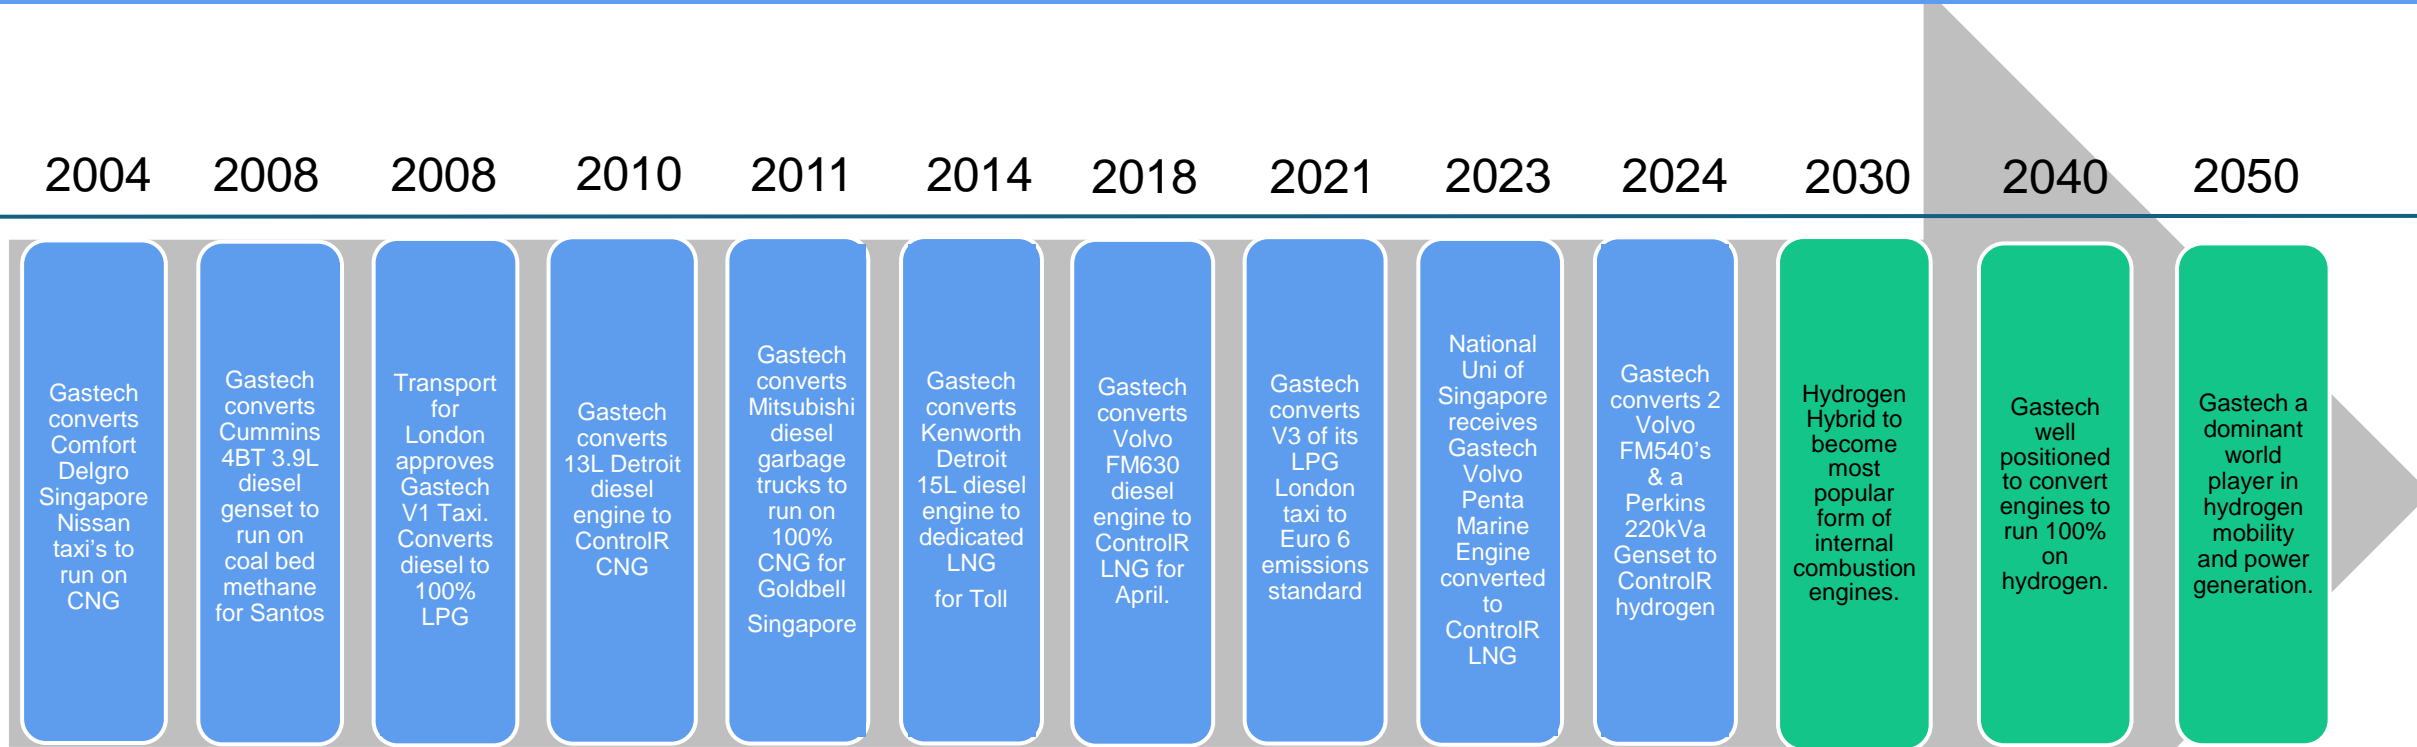 2004
2008
2008
2010
2011
2014
2018
2021
2023
2024
2030
2040
2050
Gastech
converts
Comfort
Delgro
Singapore
Nissan
taxi's to
run on
CNG
Gastech
converts
Cummins
4BT 3.9L
diesel
genset to
run on
coal bed
methane
for Santos
Transport
for
London
approves
Gastech
V1 Taxi.
Converts
diesel to
100%
LPG
Gastech
converts
13L Detroit
diesel
engine to
ControlR
CNG
Gastech
converts
Mitsubishi
diesel
garbage
trucks to
run on
100%
CNG for
Goldbell
Singapore
Gastech
converts
Kenworth
Detroit
15L diesel
engine to
dedicated
LNG
for Toll
Gastech
converts
Volvo
FM630
diesel
engine to
ControlR
LNG for
April.
Gastech
converts
V3 of its
LPG
London
taxi to
Euro 6
emissions
standard
National
Uni of
Singapore
receives
Gastech
Volvo
Penta
Marine
Engine
converted
to
ControlR
LNG
Gastech
converts 2
Volvo
FM540's
& a
Perkins
220kVa
Genset to
ControlR
hydrogen
Hydrogen
Hybrid to
become
most
popular
form of
internal
combustion
engines.
Gastech
well
positioned
to convert
engines to
run 100%
on
hydrogen.
Gastech a
dominant
world
player in
hydrogen
mobility
and power
generation.